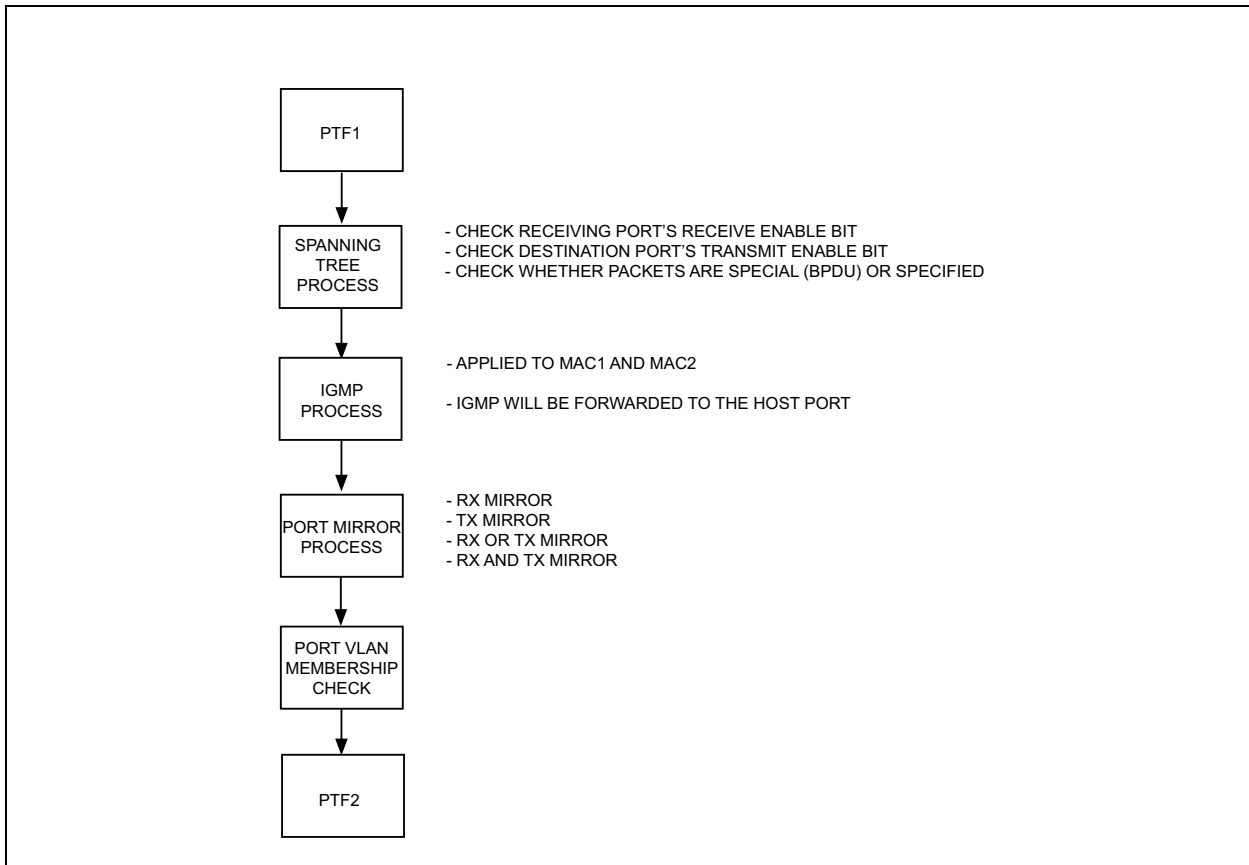 PTF1
SPANNING
TREE
PROCESS
- CHECK RECEIVING PORT'S RECEIVE ENABLE BIT
- CHECK DESTINATION PORT'S TRANSMIT ENABLE BIT
- CHECK WHETHER PACKETS ARE SPECIAL (BPDU) OR SPECIFIED
IGMP
PROCESS
- APPLIED TO MAC1 AND MAC2
- IGMP WILL BE FORWARDED TO THE HOST PORT
PORT MIRROR
PROCESS
- RX MIRROR
- TX MIRROR
- RX OR TX MIRROR
- RX AND TX MIRROR
PORT VLAN
MEMBERSHIP
CHECK
PTF2